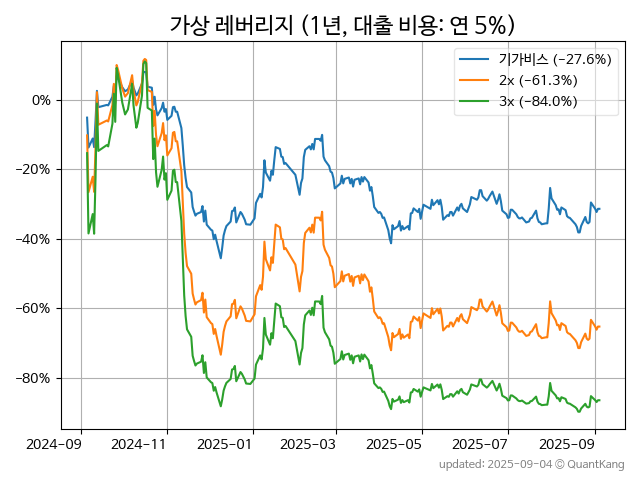 가상 레버리지 (1년, 대출 비용: 연 5%)
기가비스 (−27.6%)
2x (−61.3%)
3x (−84.0%)
0%
−20%
−40%
−60%
−80%
2024-09 2024-11 2025-01 2025-03 2025-05 2025-07 2025-09
updated: 2025-09-04 © QuantKang